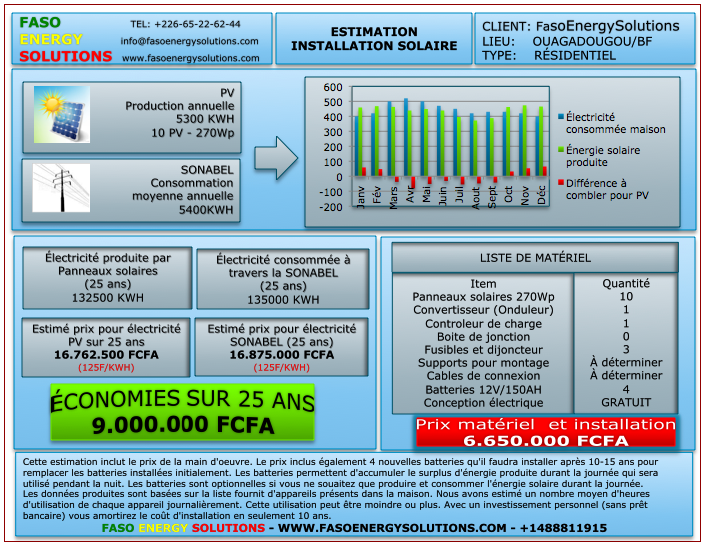 FASO
ENERGY
SOLUTIONS
TEL: +226-65-22-62-44
info@fasoenergysolutions.com
www.fasoenergysolutions.com
ESTIMATION
INSTALLATION SOLAIRE
CLIENT: FasoEnergySolutions
LIEU: OUAGADOUGOU/BF
TYPE: RÉSIDENTIEL
PV
Production annuelle
5300 KWH
10 PV - 270Wp
SONABEL
Consommation
moyenne annuelle
5400KWH
600
500
400
300
200
100
0
-100
-200
Janv
Fév
Mars
Avr
Mai
Juin
Juil
Aout
Sept
Oct
Nov
Déc
Électricité
consommée maison
Énergie solaire
produite
Différence à
combler pour PV
Électricité produite par
Panneaux solaires
(25 ans)
132500 KWH
Électricité consommée à
travers la SONABEL
(25 ans)
135000 KWH
Estimé prix pour électricité
PV sur 25 ans
16.762.500 FCFA
(125F/KWH)
Estimé prix pour électricité
SONABEL (25 ans)
16.875.000 FCFA
(125F/KWH)
ÉCONOMIES SUR 25 ANS
9.000.000 FCFA
LISTE DE MATÉRIEL
Item Quantité
Panneaux solaires 270Wp 10
Convertisseur (Onduleur) 1
Controleur de charge 1
Boite de jonction 0
Fusibles et dijoncteur 3
Supports pour montage À déterminer
Cables de connexion À déterminer
Batteries 12V/150AH 4
Conception électrique GRATUIT
Prix matériel et installation
6.650.000 FCFA
Cette estimation inclut le prix de la main d'oeuvre. Le prix inclus également 4 nouvelles batteries qu'il faudra installer après 10-15 ans pour
remplacer les batteries installées initialement. Les batteries permettent d'accumuler le surplus d'énergie produite durant la journée qui sera
utilisé pendant la nuit. Les batteries sont optionnelles si vous ne souaitez que produire et consommer l'énergie solaire durant la journée.
Les données produites sont basées sur la liste fournit d'appareils présents dans la maison. Nous avons estimé un nombre moyen d'heures
d'utilisation de chaque appareil journalièrement. Cette utilisation peut être moindre ou plus. Avec un investissement personnel (sans prêt
bancaire) vous amortirez le coût d'installation en seulement 10 ans.
FASO ENERGY SOLUTIONS - WWW.FASOENERGYSOLUTIONS.COM - +1488811915